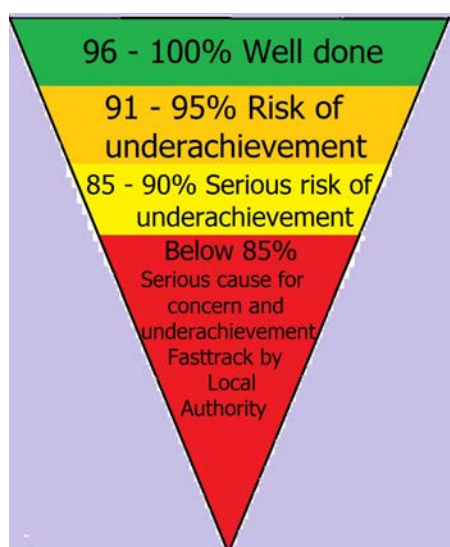 96 - 100% Well done
91 - 95% Risk of
underachievement
85 - 90% Serious risk of
underachievement
Below 85%
Serious cause for
concern and
underachievement
Fasttrack by
Local
Authority